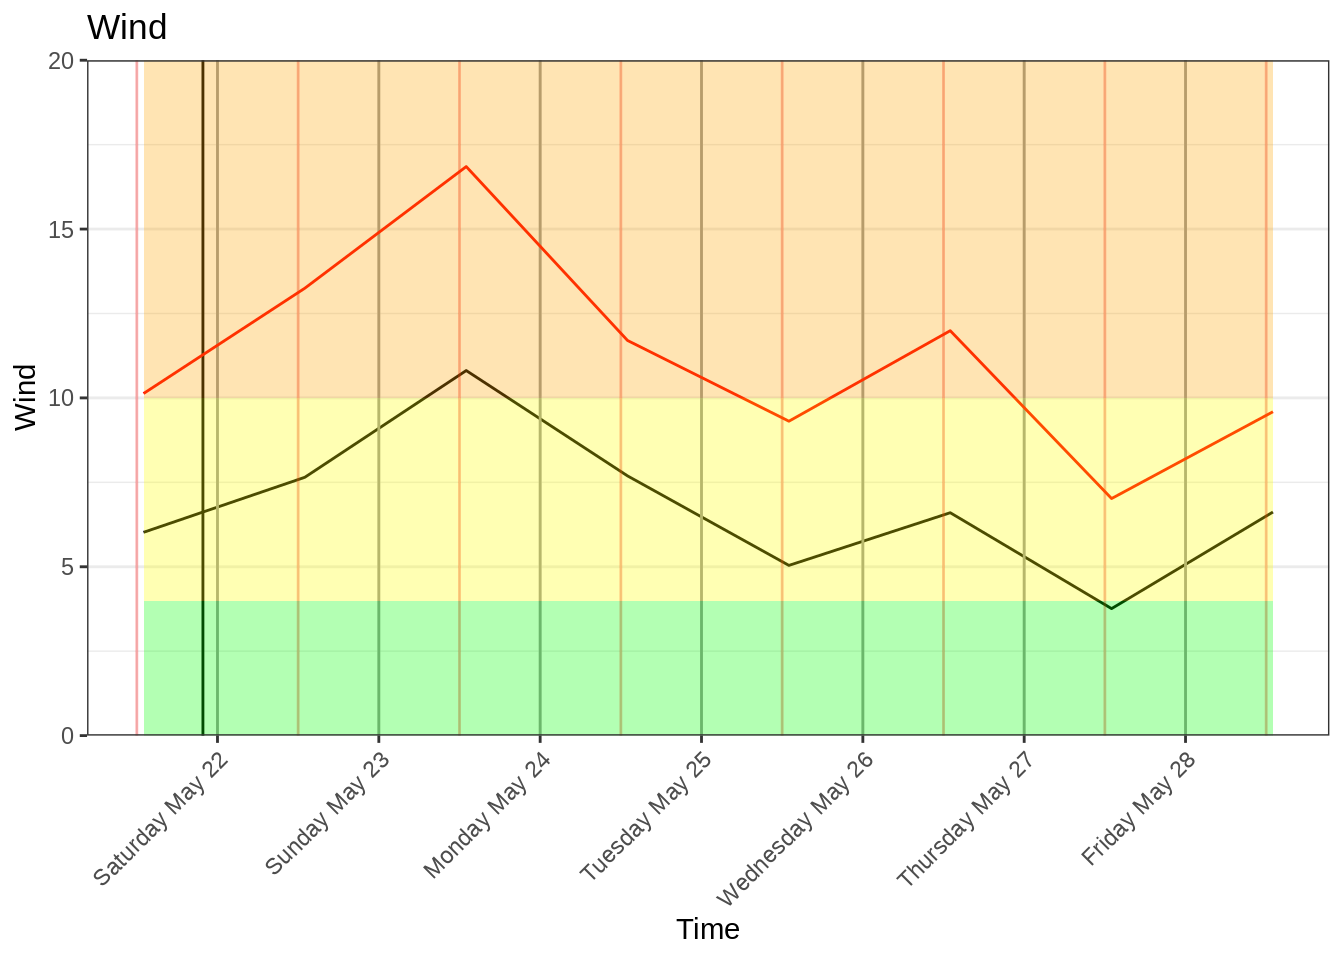 Wind
20
15
10
5
0
Wind
Saturday May 22
Sunday May 23
Monday May 24
Tuesday May 25
Wednesday May 26
Thursday May 27
Friday May 28
Time